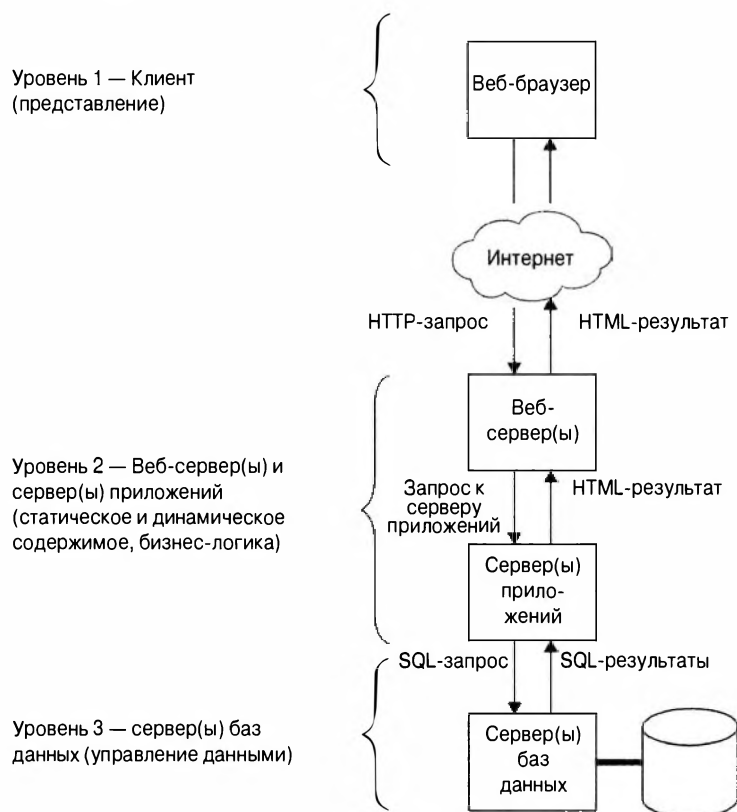 Уровень 1 — Клиент
(представление)
Веб-браузер
Интернет
HTTP-запрос
HTML-результат
Веб-
сервер(ы)
Уровень 2 — Веб-сервер(ы) и
сервер(ы) приложений
(статическое и динамическое
содержимое, бизнес-логика)
Запрос к
серверу
приложений
HTML-результат
Сервер(ы)
прило-
жений
SQL-запрос
SQL-результаты
Уровень 3 — сервер(ы) баз
данных (управление данными)
Сервер(ы)
баз
данных